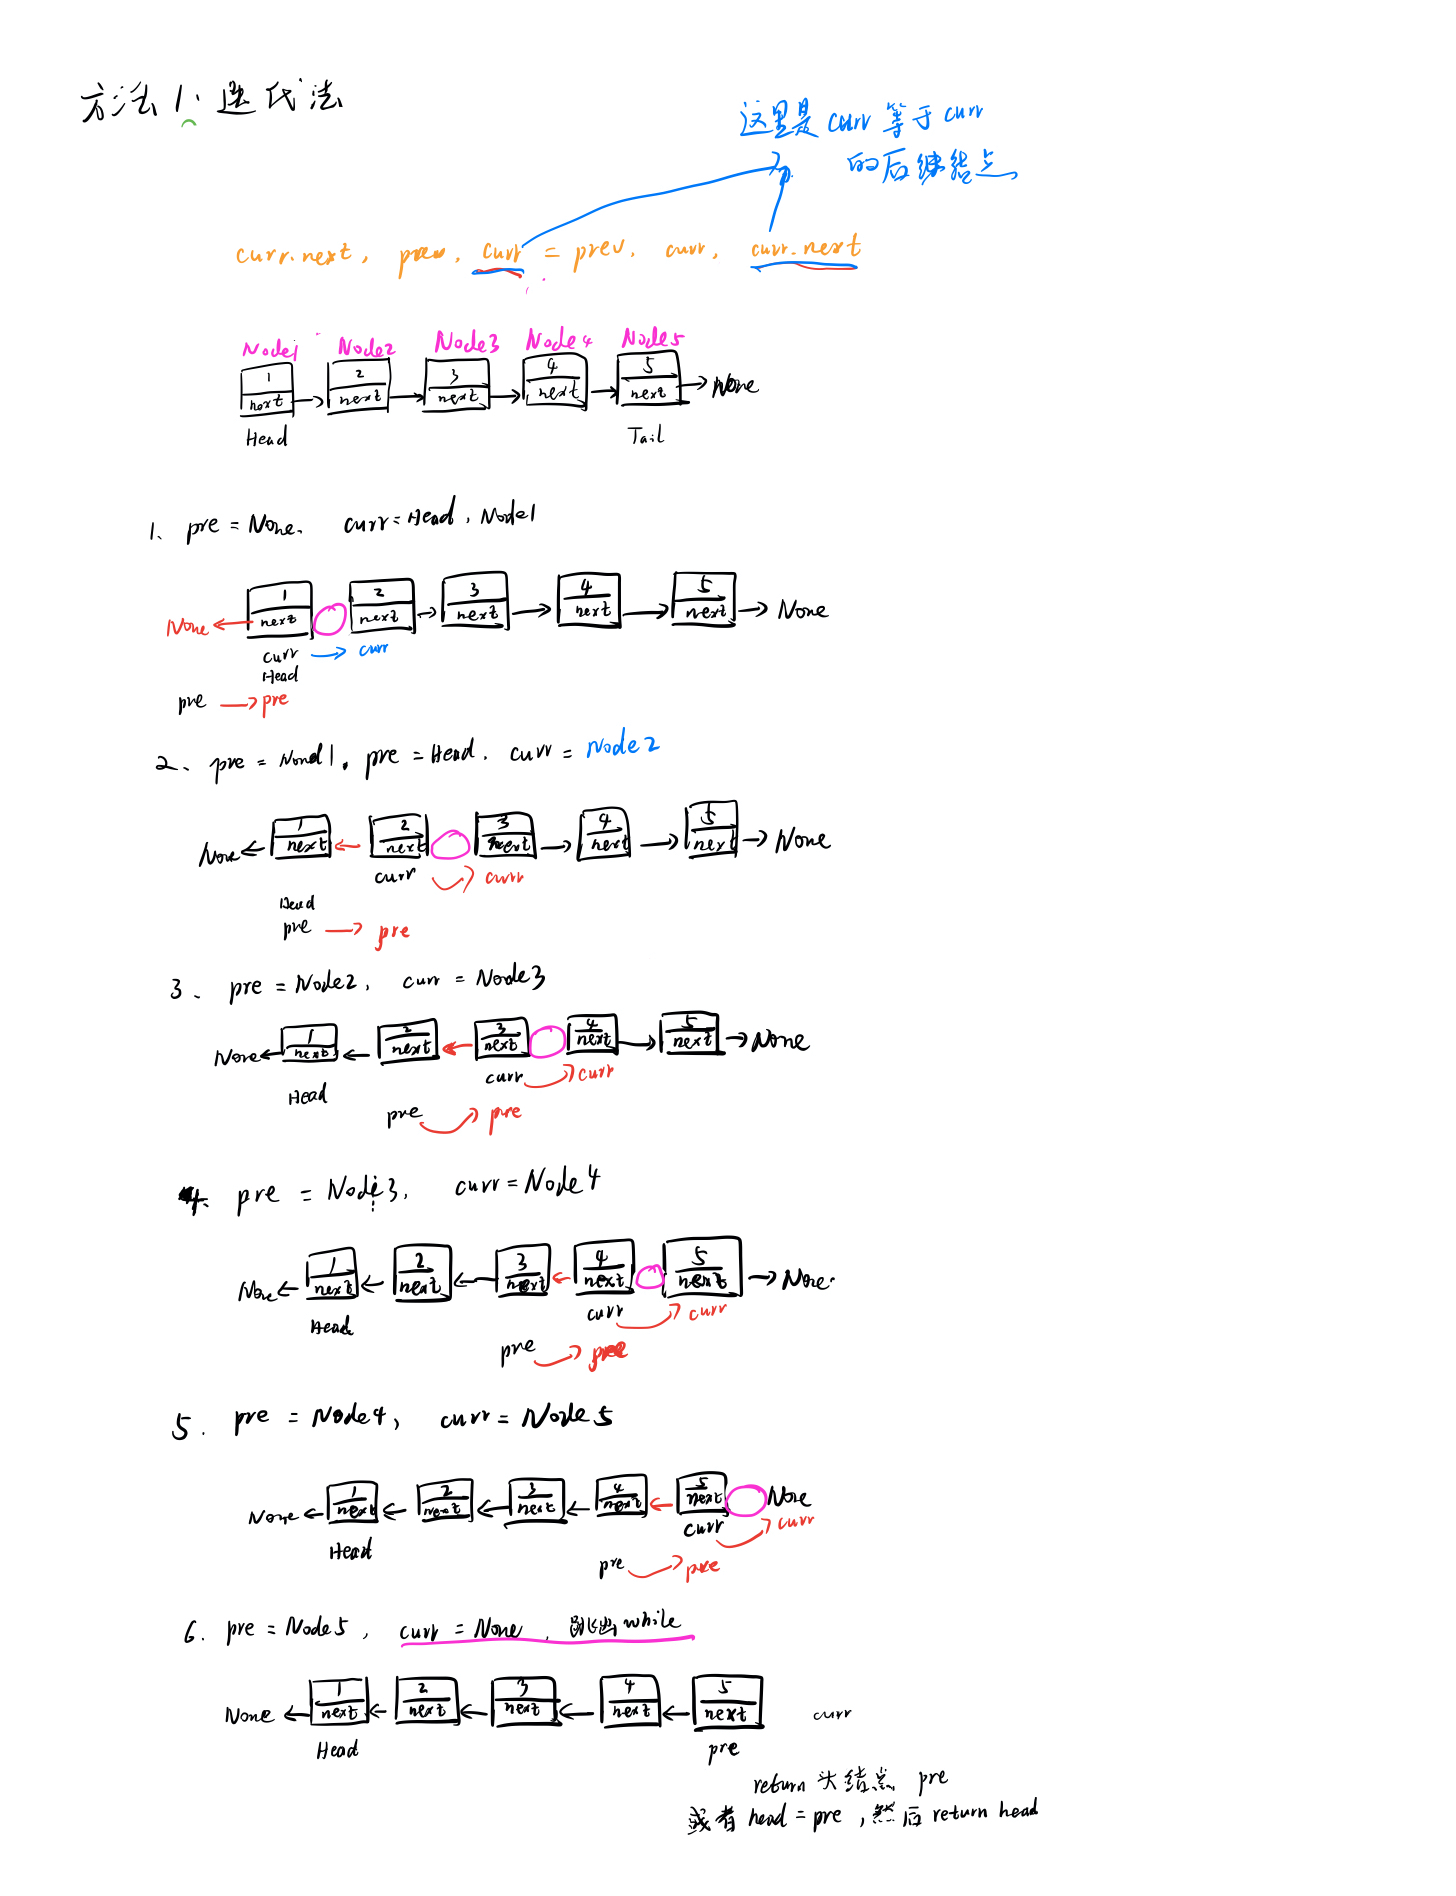 方法1. 迭代法
这里是 curr 等于 curr
的后继结点
curr.next, prev, curr = prev, curr, curr.next
Node1 Node2 Node3 Node4 Node5
1 2 3 4 5
next next next next next None
Head Tail
1、 pre = None. curr = Head, Node1
1 2 3 4 5
None next next next next next None
curr curr
Head
pre pre
2、 pre = Nond1, pre = Head. curr = Node2
1 2 3 4 5
None next next next next next None
curr curr
Head
pre pre
3、 pre = Node2, curr = Node3
1 2 3 4 5
None next next next next next None
curr curr
Head
pre pre
4. pre = Node3, curr = Node4
1 2 3 4 5
None next next next next next None.
curr curr
Head
pre pre
5. pre = Node4, curr = Node5
1 2 3 4 5
None next next next next next None
curr curr
Head
pre pre
6. pre = Node5, curr = None, 跳出while
1 2 3 4 5
None next next next next next curr
Head pre
return 头结点 pre
或者 head = pre, 然后 return head